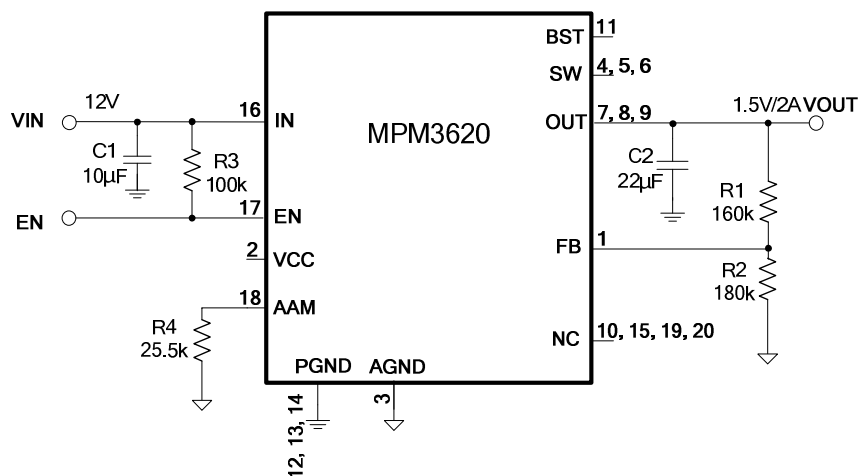 BST
11
SW
4, 5, 6
12V
VIN
16
IN
MPM3620
OUT
7, 8, 9
1.5V/2A VOUT
C1
10µF
R3
100k
C2
22µF
R1
160k
EN
17
EN
FB
1
2
VCC
R2
180k
18
AAM
R4
25.5k
NC
10, 15, 19, 20
PGND
AGND
12, 13, 14
3